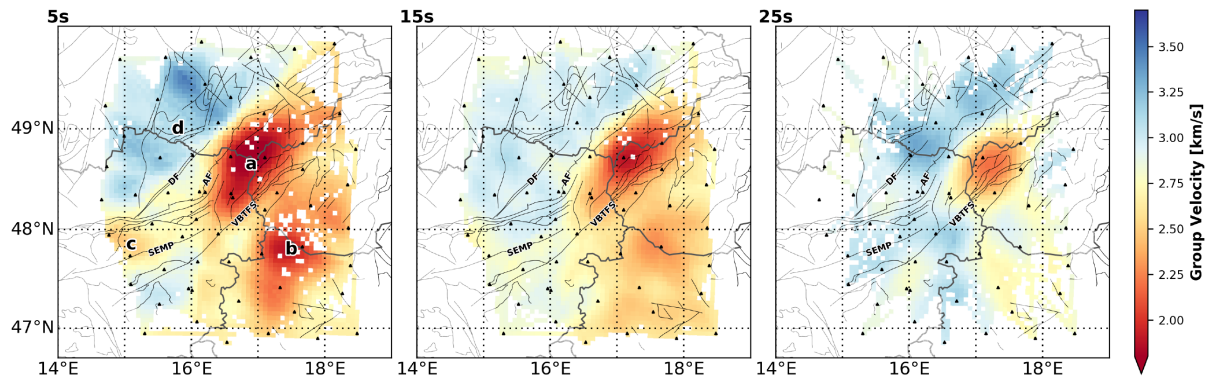 5s
15s
25s
d
a
c
b
DF
AF
VBTFS
SEMP
DF
AF
VBTFS
SEMP
DF
AF
VBTFS
SEMP
49°N
48°N
47°N
14°E
16°E
18°E
14°E
16°E
18°E
14°E
16°E
18°E
3.50
3.25
3.00
2.75
2.50
2.25
2.00
Group Velocity [km/s]